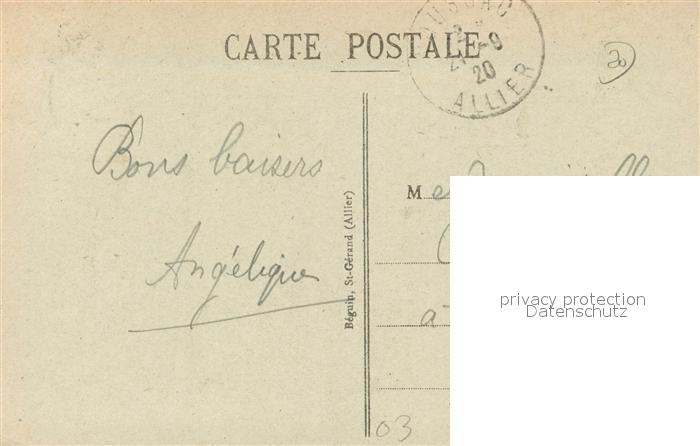 CARTE POSTALE
20
ALLIER
Bons baisers
Angélique
Béguin, St-Gérand (Allier)
M
à
privacy protection
Datenschutz
03